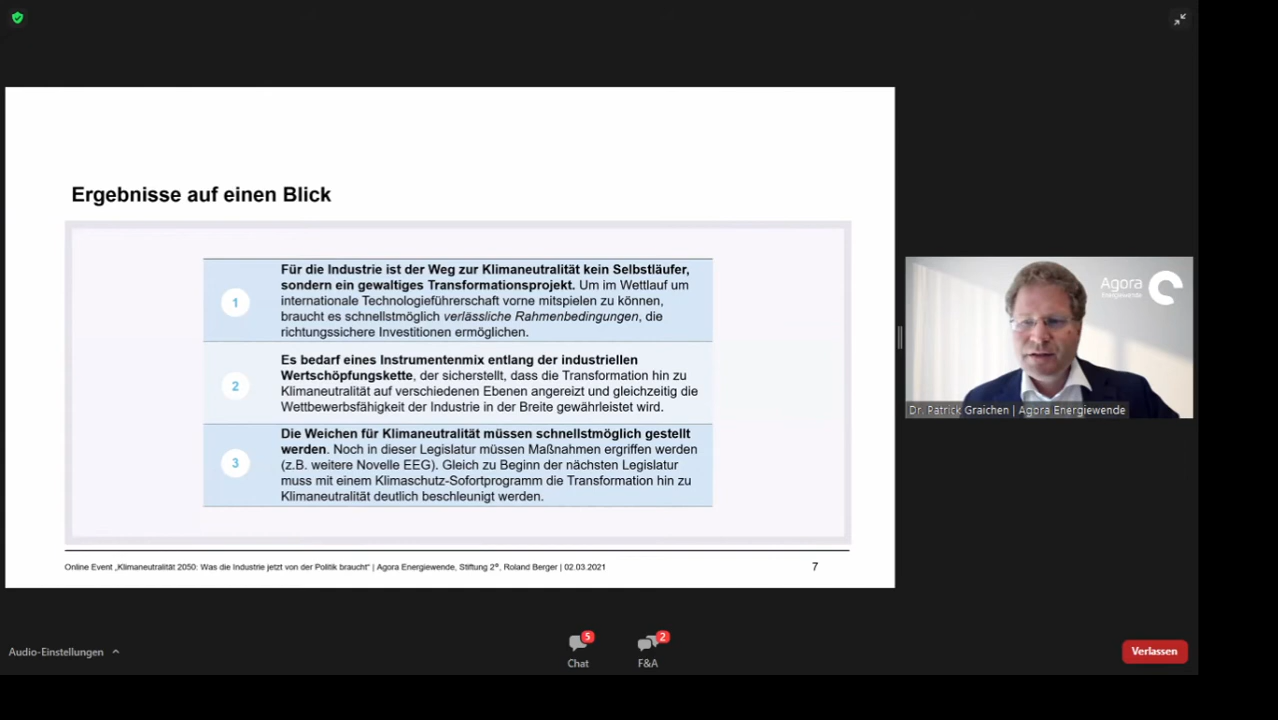 Ergebnisse auf einen Blick
1
Für die Industrie ist der Weg zur Klimaneutralität kein Selbstläufer,
sondern ein gewaltiges Transformationsprojekt. Um im Wettlauf um
internationale Technologieführerschaft vorne mitspielen zu können,
braucht es schnellstmöglich verlässliche Rahmenbedingungen, die
richtungssichere Investitionen ermöglichen.
2
Es bedarf eines Instrumentenmix entlang der industriellen
Wertschöpfungskette, der sicherstellt, dass die Transformation hin zu
Klimaneutralität auf verschiedenen Ebenen angereizt und gleichzeitig die
Wettbewerbsfähigkeit der Industrie in der Breite gewährleistet wird.
3
Die Weichen für Klimaneutralität müssen schnellstmöglich gestellt
werden. Noch in dieser Legislatur müssen Maßnahmen ergriffen werden
(z.B. weitere Novelle EEG). Gleich zu Beginn der nächsten Legislatur
muss mit einem Klimaschutz-Sofortprogramm die Transformation hin zu
Klimaneutralität deutlich beschleunigt werden.
Online Event „Klimaneutralität 2050: Was die Industrie jetzt von der Politik braucht“ | Agora Energiewende, Stiftung 2°, Roland Berger | 02.03.2021
7
Agora
Energiewende
Dr. Patrick Graichen | Agora Energiewende
Audio-Einstellungen
5
Chat
2
F&A
Verlassen